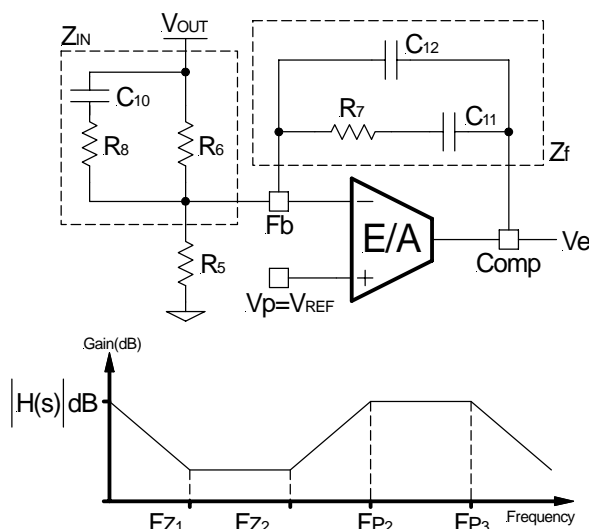 VOUT
ZIN
C10
R8
R6
R5
C12
R7
C11
Zf
Fb
E/A
Comp
Ve
Vp=VREF
Gain(dB)
|H(s)|dB
FZ1
FZ2
FP2
FP3
Frequency